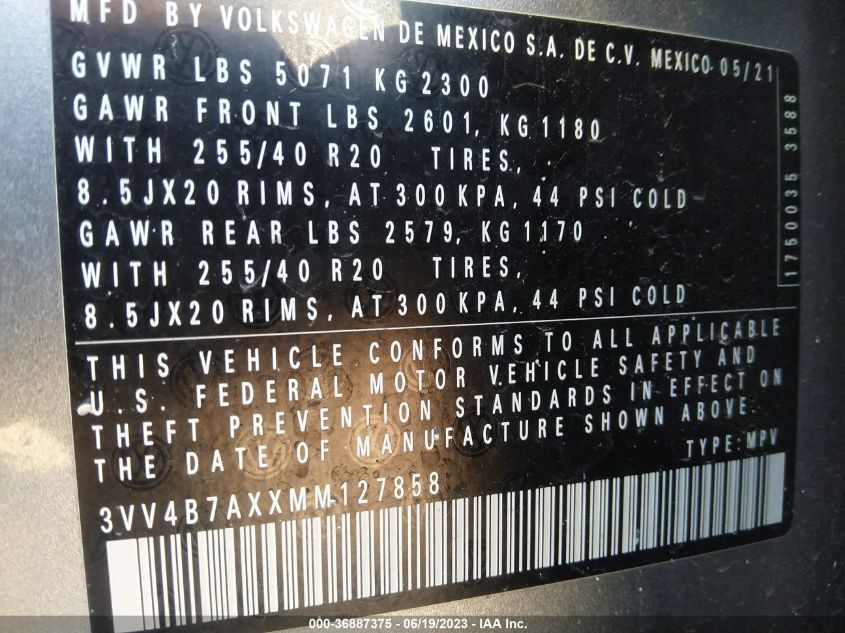 MFD BY VOLKSWAGEN DE MEXICO S.A. DE C.V. MEXICO 05/21
GVWR LBS 5071 KG 2300
GAWR FRONT LBS 2601, KG 1180
WITH 255/40 R20 TIRES,
8.5JX20 RIMS, AT 300 KPA, 44 PSI COLD
GAWR REAR LBS 2579, KG 1170
WITH 255/40 R20 TIRES,
8.5JX20 RIMS, AT 300 KPA, 44 PSI COLD
1750035 3588
THIS VEHICLE CONFORMS TO ALL APPLICABLE
U.S. FEDERAL MOTOR VEHICLE SAFETY AND
THEFT PREVENTION STANDARDS IN EFFECT ON
THE DATE OF MANUFACTURE SHOWN ABOVE.
TYPE: MPV
3VV4B7AXXMM127858
000-36887375 - 06/19/2023 - IAA Inc.